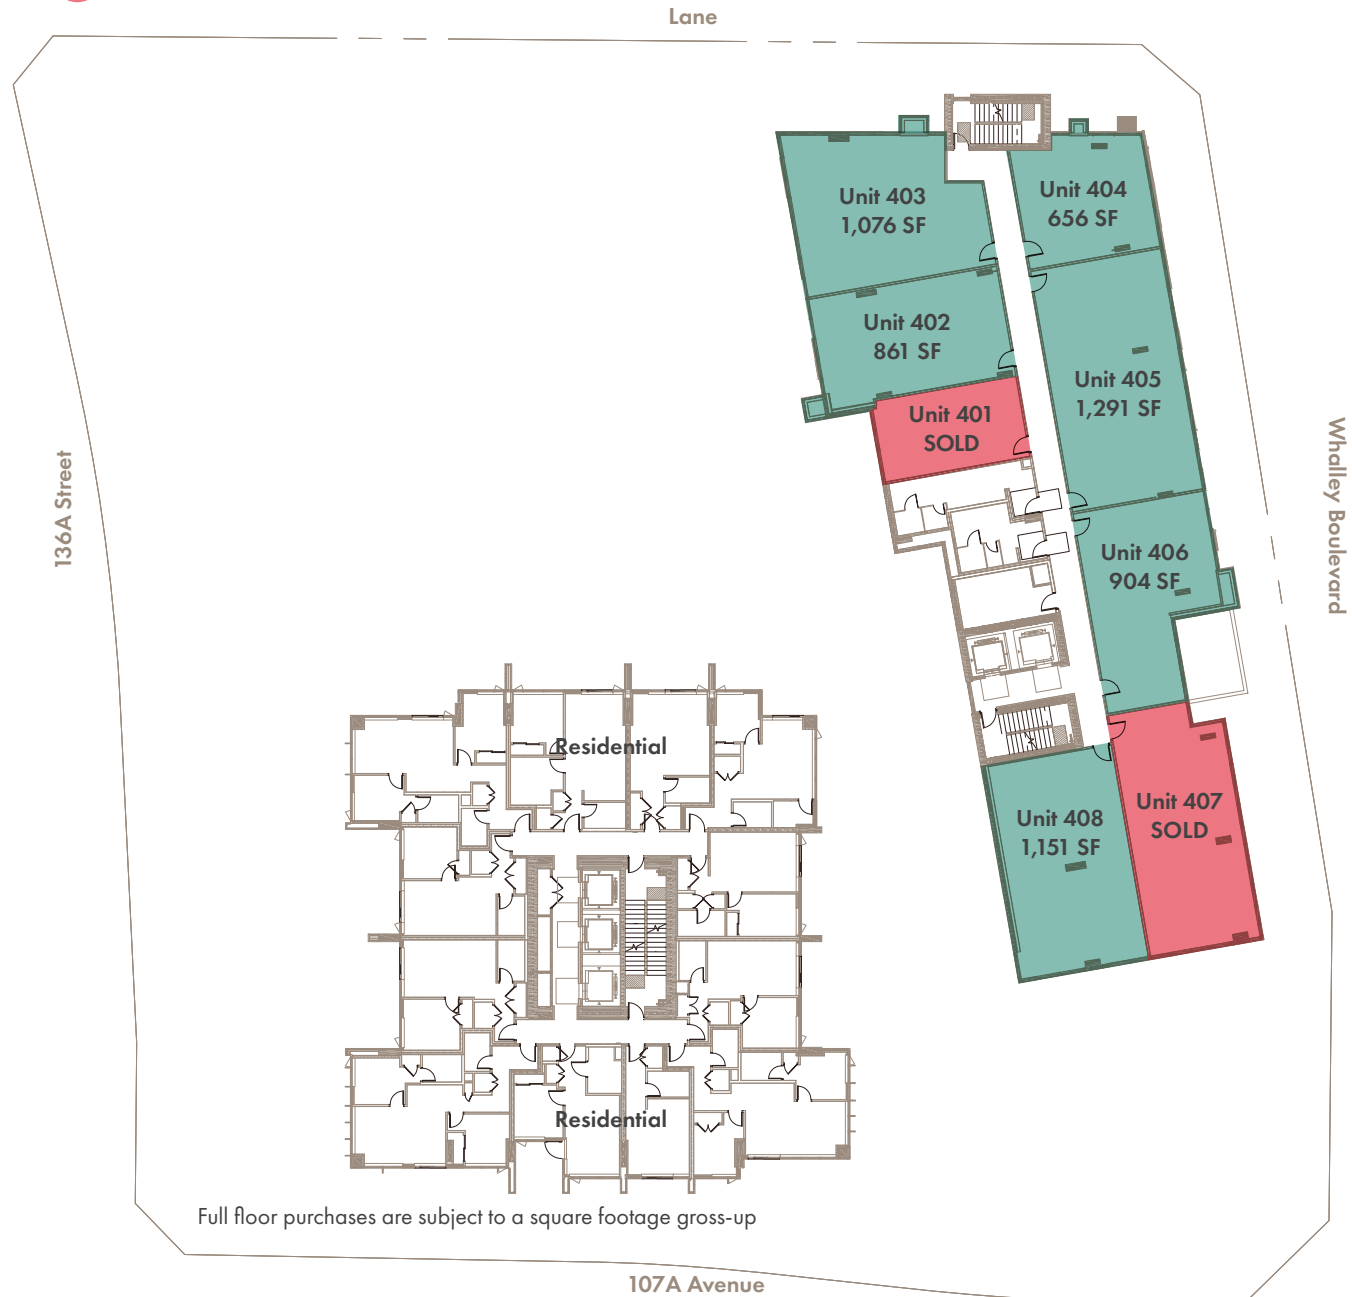 Lane
Unit 403
1,076 SF
Unit 404
656 SF
Unit 402
861 SF
Unit 405
1,291 SF
Unit 401
SOLD
136A Street
Whalley Boulevard
Unit 406
904 SF
Residential
Unit 407
SOLD
Unit 408
1,151 SF
Residential
Full floor purchases are subject to a square footage gross-up
107A Avenue